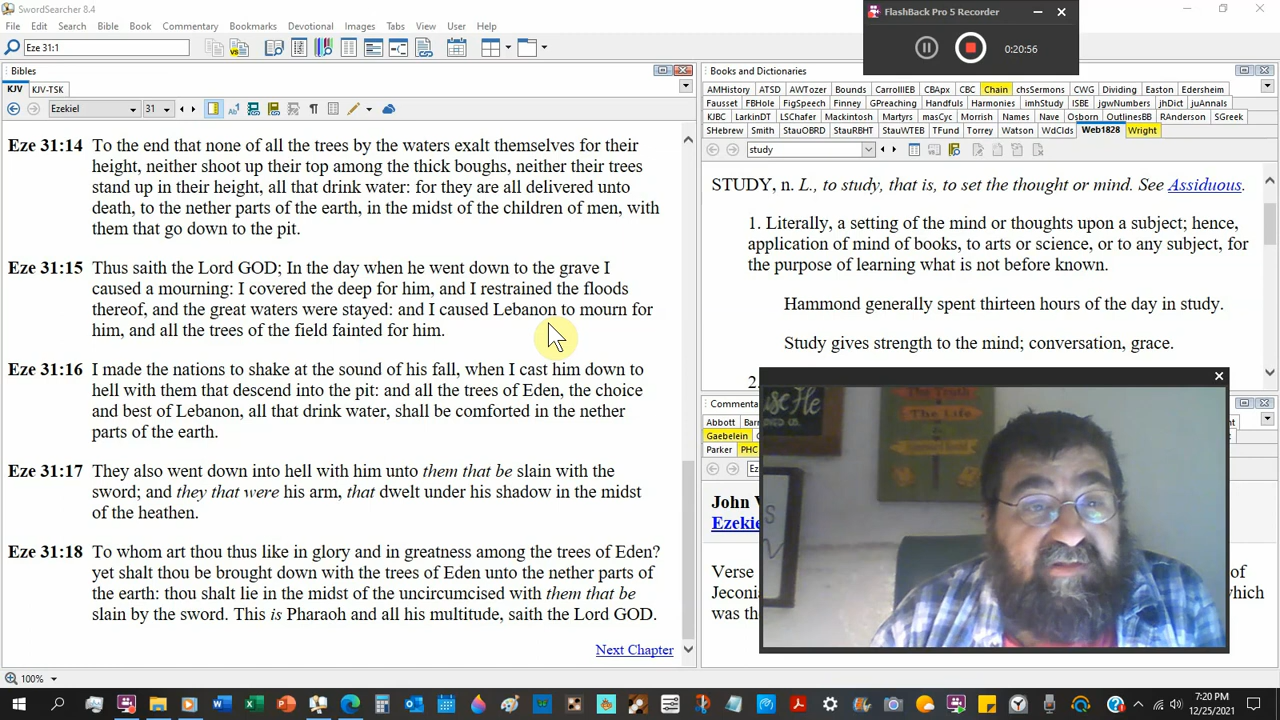 SwordSearcher 8.4
File Edit Search Bible Book Commentary Bookmarks Devotional Images Tabs View User Help
Eze 31:1
FlashBack Pro 5 Recorder
0:20:56
Bibles
KJV KJV-TSK
Ezekiel 31
Eze 31:14 To the end that none of all the trees by the waters exalt themselves for their
height, neither shoot up their top among the thick boughs, neither their trees
stand up in their height, all that drink water: for they are all delivered unto
death, to the nether parts of the earth, in the midst of the children of men, with
them that go down to the pit.
Eze 31:15 Thus saith the Lord GOD; In the day when he went down to the grave I
caused a mourning: I covered the deep for him, and I restrained the floods
thereof, and the great waters were stayed: and I caused Lebanon to mourn for
him, and all the trees of the field fainted for him.
Eze 31:16 I made the nations to shake at the sound of his fall, when I cast him down to
hell with them that descend into the pit: and all the trees of Eden, the choice
and best of Lebanon, all that drink water, shall be comforted in the nether
parts of the earth.
Eze 31:17 They also went down into hell with him unto them that be slain with the
sword; and they that were his arm, that dwelt under his shadow in the midst
of the heathen.
Eze 31:18 To whom art thou thus like in glory and in greatness among the trees of Eden?
yet shalt thou be brought down with the trees of Eden unto the nether parts of
the earth: thou shalt lie in the midst of the uncircumcised with them that be
slain by the sword. This is Pharaoh and all his multitude, saith the Lord GOD.
Next Chapter
100%
Books and Dictionaries
AMHistory ATSD AWTozer Bounds CarrollIEB CBApx CBC Chain chsSermons CWG Dividing Easton Edersheim
Fausset FBHole FigSpeech Finney GPreaching Handfuls Harmonies imhStudy ISBE jgwNumbers jhDict juAnnals
KJBC LarkinDT LSChafer Mackintosh Martyrs masCyc Morrish Names Nave Osborn OutlinesBB RAnderson SGreek
SHebrew Smith StauOBRD StauRBHT StauWTEB TFund Torrey Watson WdClds Web1828 Wright
study
STUDY, n. L., to study, that is, to set the thought or mind. See Assiduous.
1. Literally, a setting of the mind or thoughts upon a subject; hence,
application of mind of books, to arts or science, or to any subject, for
the purpose of learning what is not before known.
Hammond generally spent thirteen hours of the day in study.
Study gives strength to the mind; conversation, grace.
2.
Commenta
Abbott Bar
Gaebelein
Parker PHC
Ez
John
Ezekie
Verse of
Jeconi which
was th
The Truth
The Life
7:20 PM
12/25/2021